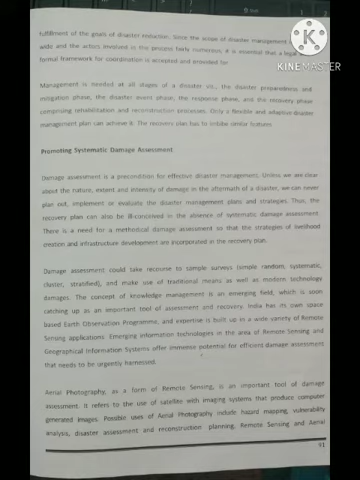 fulfillment of the goals of disaster reduction. Since the scope of disaster management
wide and the actors involved in the process fairly numerous, it is essential that a legal
formal framework for coordination is accepted and provided for.
K
KINEMASTER
Management is needed at all stages of a disaster viz., the disaster preparedness and
mitigation phase, the disaster event phase, the response phase, and the recovery phase
comprising rehabilitation and reconstruction processes. Only a flexible and adaptive disaster
management plan can achieve it. The recovery plan has to imbibe similar features.
Promoting Systematic Damage Assessment
Damage assessment is a precondition for effective disaster management. Unless we are clear
about the nature, extent and intensity of damage in the aftermath of a disaster, we can never
plan out, implement or evaluate the disaster management plans and strategies. Thus, the
recovery plan can also be ill-conceived in the absence of systematic damage assessment.
There is a need for a methodical damage assessment so that the strategies of livelihood
creation and infrastructure development are incorporated in the recovery plan.
Damage assessment could take recourse to sample surveys (simple random, systematic,
cluster, stratified), and make use of traditional means as well as modern technology
damages. The concept of knowledge management is an emerging field, which is soon
catching up as an important tool of assessment and recovery. India has its own space
based Earth Observation Programme, and expertise is built up in a wide variety of Remote
Sensing applications. Emerging information technologies in the area of Remote Sensing and
Geographical Information Systems offer immense potential for efficient damage assessment
that needs to be urgently harnessed.
Aerial Photography, as a form of Remote Sensing, is an important tool of damage
assessment. It refers to the use of satellite with imaging systems that produce computer
generated images. Possible uses of Aerial Photography include hazard mapping, vulnerability
analysis, disaster assessment and reconstruction planning. Remote Sensing and Aerial